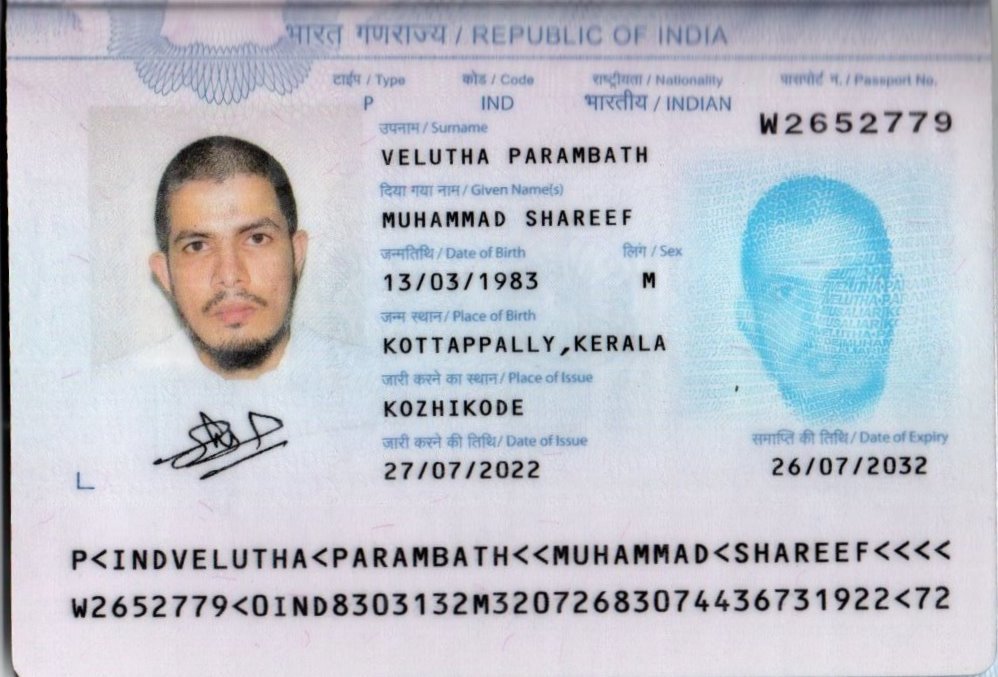 भारत गणराज्य / REPUBLIC OF INDIA
टाईप / Type कोड / Code राष्ट्रीयता / Nationality पासपोर्ट न. / Passport No.
P IND भारतीय / INDIAN W2652779
उपनाम / Surname
VELUTHA PARAMBATH
दिया गया नाम / Given Name(s)
MUHAMMAD SHAREEF
जन्मतिथि / Date of Birth लिंग / Sex
13/03/1983 M
जन्म स्थान / Place of Birth
KOTTAPPALLY,KERALA
जारी करने का स्थान / Place of Issue
KOZHIKODE
जारी करने की तिथि / Date of Issue समाप्ति की तिथि / Date of Expiry
27/07/2022 26/07/2032
P<INDVELUTHA<PARAMBATH<<MUHAMMAD<SHAREEF<<<<
W2652779<0IND8303132M32072683074436731922<72